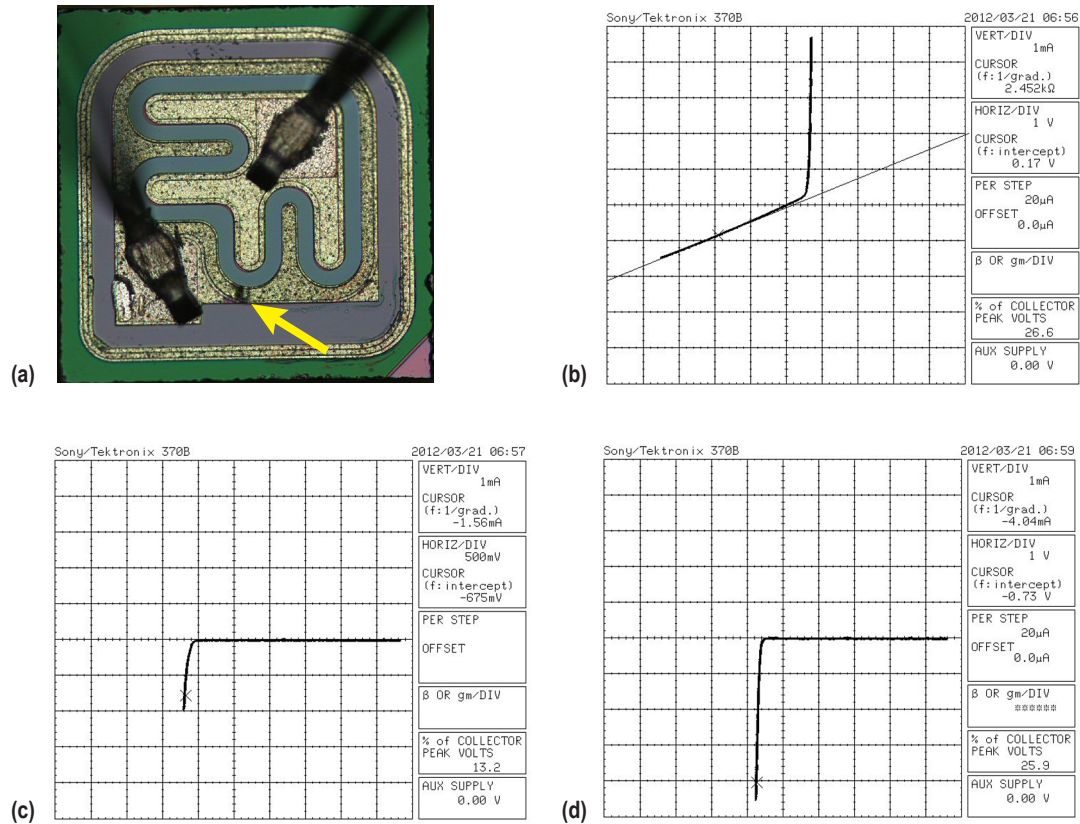 (a)
Sony/Tektronix 370B 2012/03/21 06:56
VERT/DIV
1mA
CURSOR
(f:1/grad.)
2.452kΩ
HORIZ/DIV
1 V
CURSOR
(f:intercept)
0.17 V
PER STEP
20µA
OFFSET
0.0µA
β OR gm/DIV
% of COLLECTOR
PEAK VOLTS
26.6
AUX SUPPLY
0.00 V
(b)
Sony/Tektronix 370B 2012/03/21 06:57
VERT/DIV
1mA
CURSOR
(f:1/grad.)
-1.56mA
HORIZ/DIV
500mV
CURSOR
(f:intercept)
-675mV
PER STEP
OFFSET
β OR gm/DIV
% of COLLECTOR
PEAK VOLTS
13.2
AUX SUPPLY
0.00 V
(c)
Sony/Tektronix 370B 2012/03/21 06:59
VERT/DIV
1mA
CURSOR
(f:1/grad.)
-4.04mA
HORIZ/DIV
1 V
CURSOR
(f:intercept)
-0.73 V
PER STEP
20µA
OFFSET
0.0µA
β OR gm/DIV
******
% of COLLECTOR
PEAK VOLTS
25.9
AUX SUPPLY
0.00 V
(d)